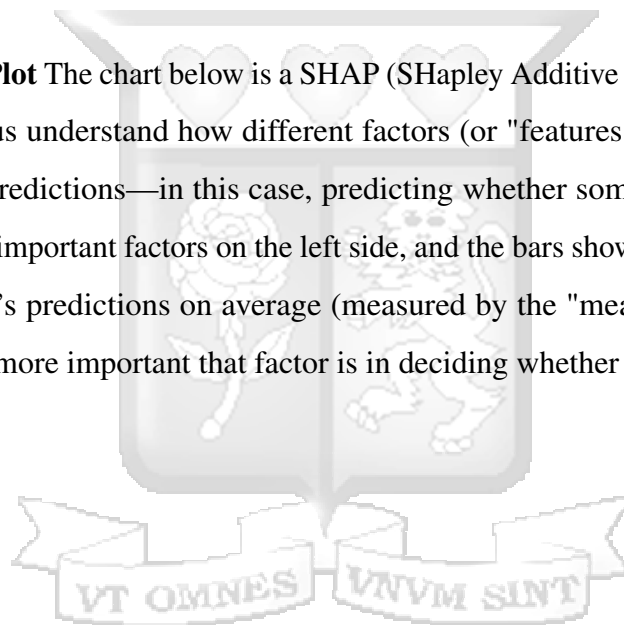 Plot The chart below is a SHAP (SHapley Additive
us understand how different factors (or "features
redictions—in this case, predicting whether som
important factors on the left side, and the bars show
's predictions on average (measured by the "mea
more important that factor is in deciding whether
VT OMNES VNVM SINT